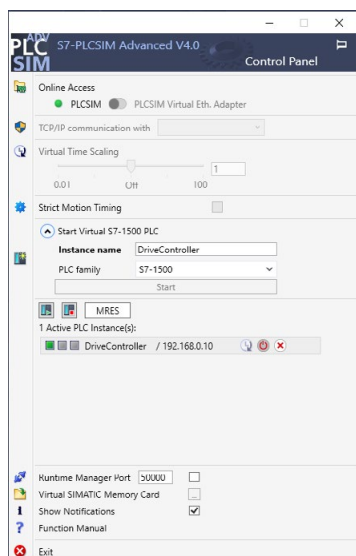 PLC ADV SIM
S7-PLCSIM Advanced V4.0
Control Panel
Online Access
PLCSIM PLCSIM Virtual Eth. Adapter
TCP/IP communication with
Virtual Time Scaling
1
0.01 Off 100
Strict Motion Timing
Start Virtual S7-1500 PLC
Instance name DriveController
PLC family S7-1500
Start
MRES
1 Active PLC Instance(s):
DriveController / 192.168.0.10
Runtime Manager Port 50000
Virtual SIMATIC Memory Card ...
Show Notifications
Function Manual
Exit